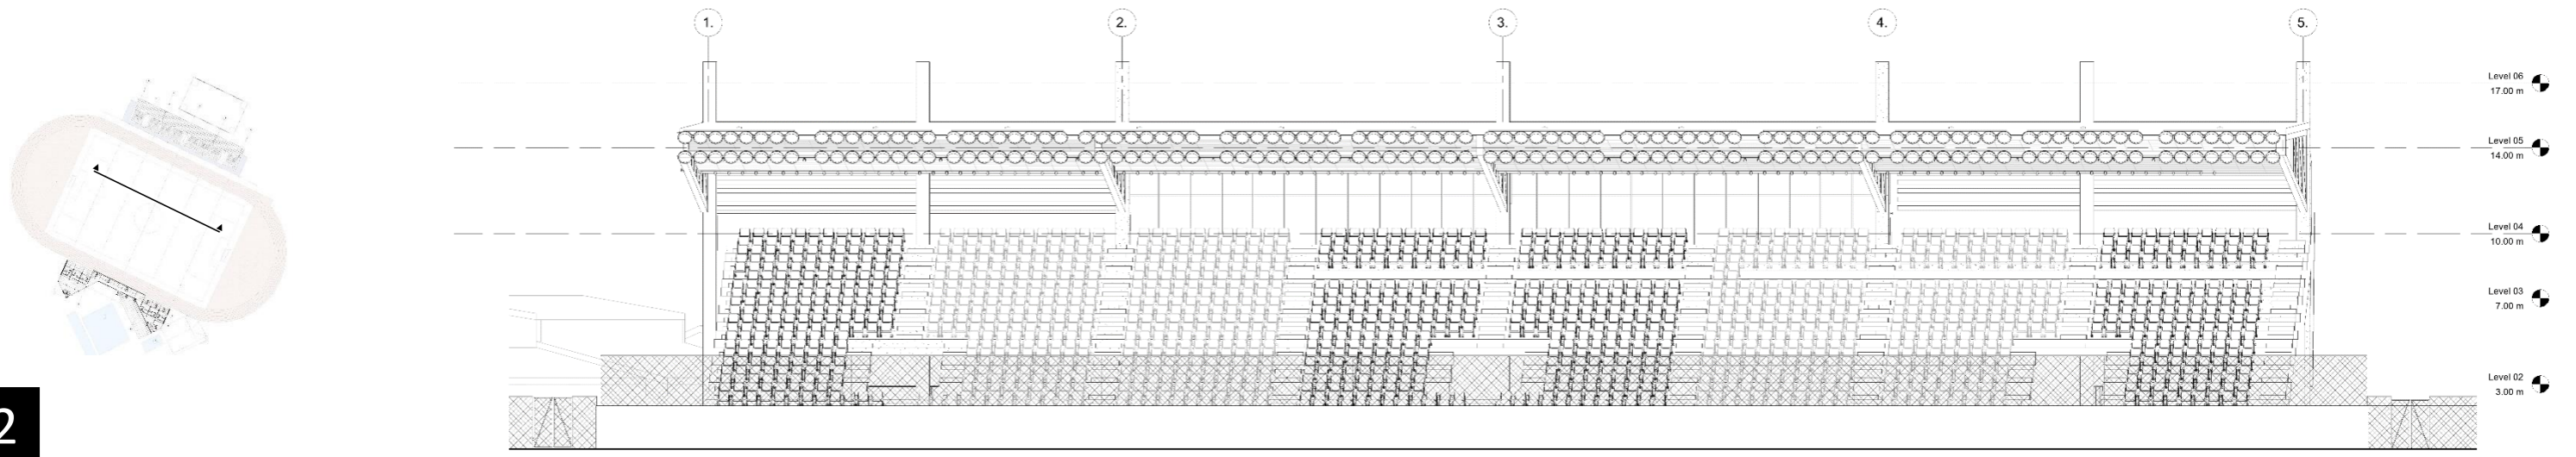 1.
2.
3.
4.
5.
Level 06
17.00 m
Level 05
14.00 m
Level 04
10.00 m
Level 03
7.00 m
Level 02
3.00 m
2